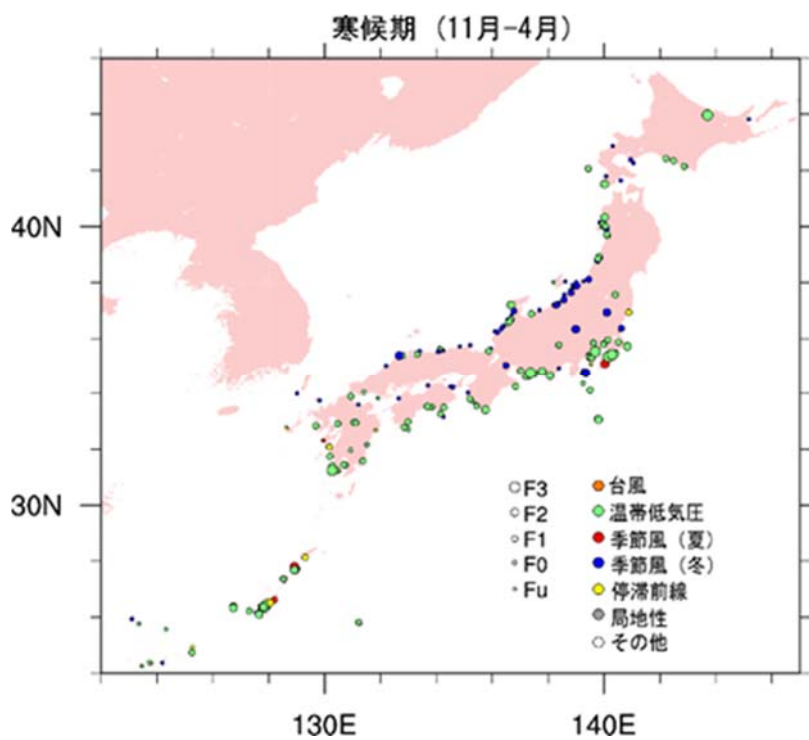 寒候期 (11月-4月)
40N
30N
130E
140E
F3
F2
F1
F0
Fu
台風
温帯低気圧
季節風（夏）
季節風（冬）
停滞前線
局地性
その他